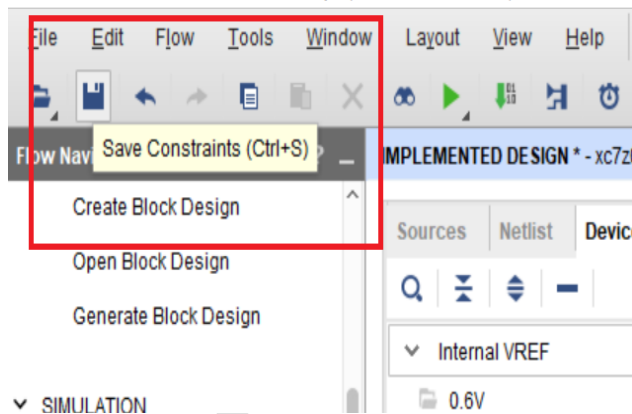 File Edit Flow Tools Window Layout View Help
Save Constraints (Ctrl+S)
Flow Navi ?
IMPLEMENTED DESIGN * - xc7z
Create Block Design
Sources Netlist Devic
Open Block Design
Generate Block Design
Internal VREF
SIMULATION
0.6V